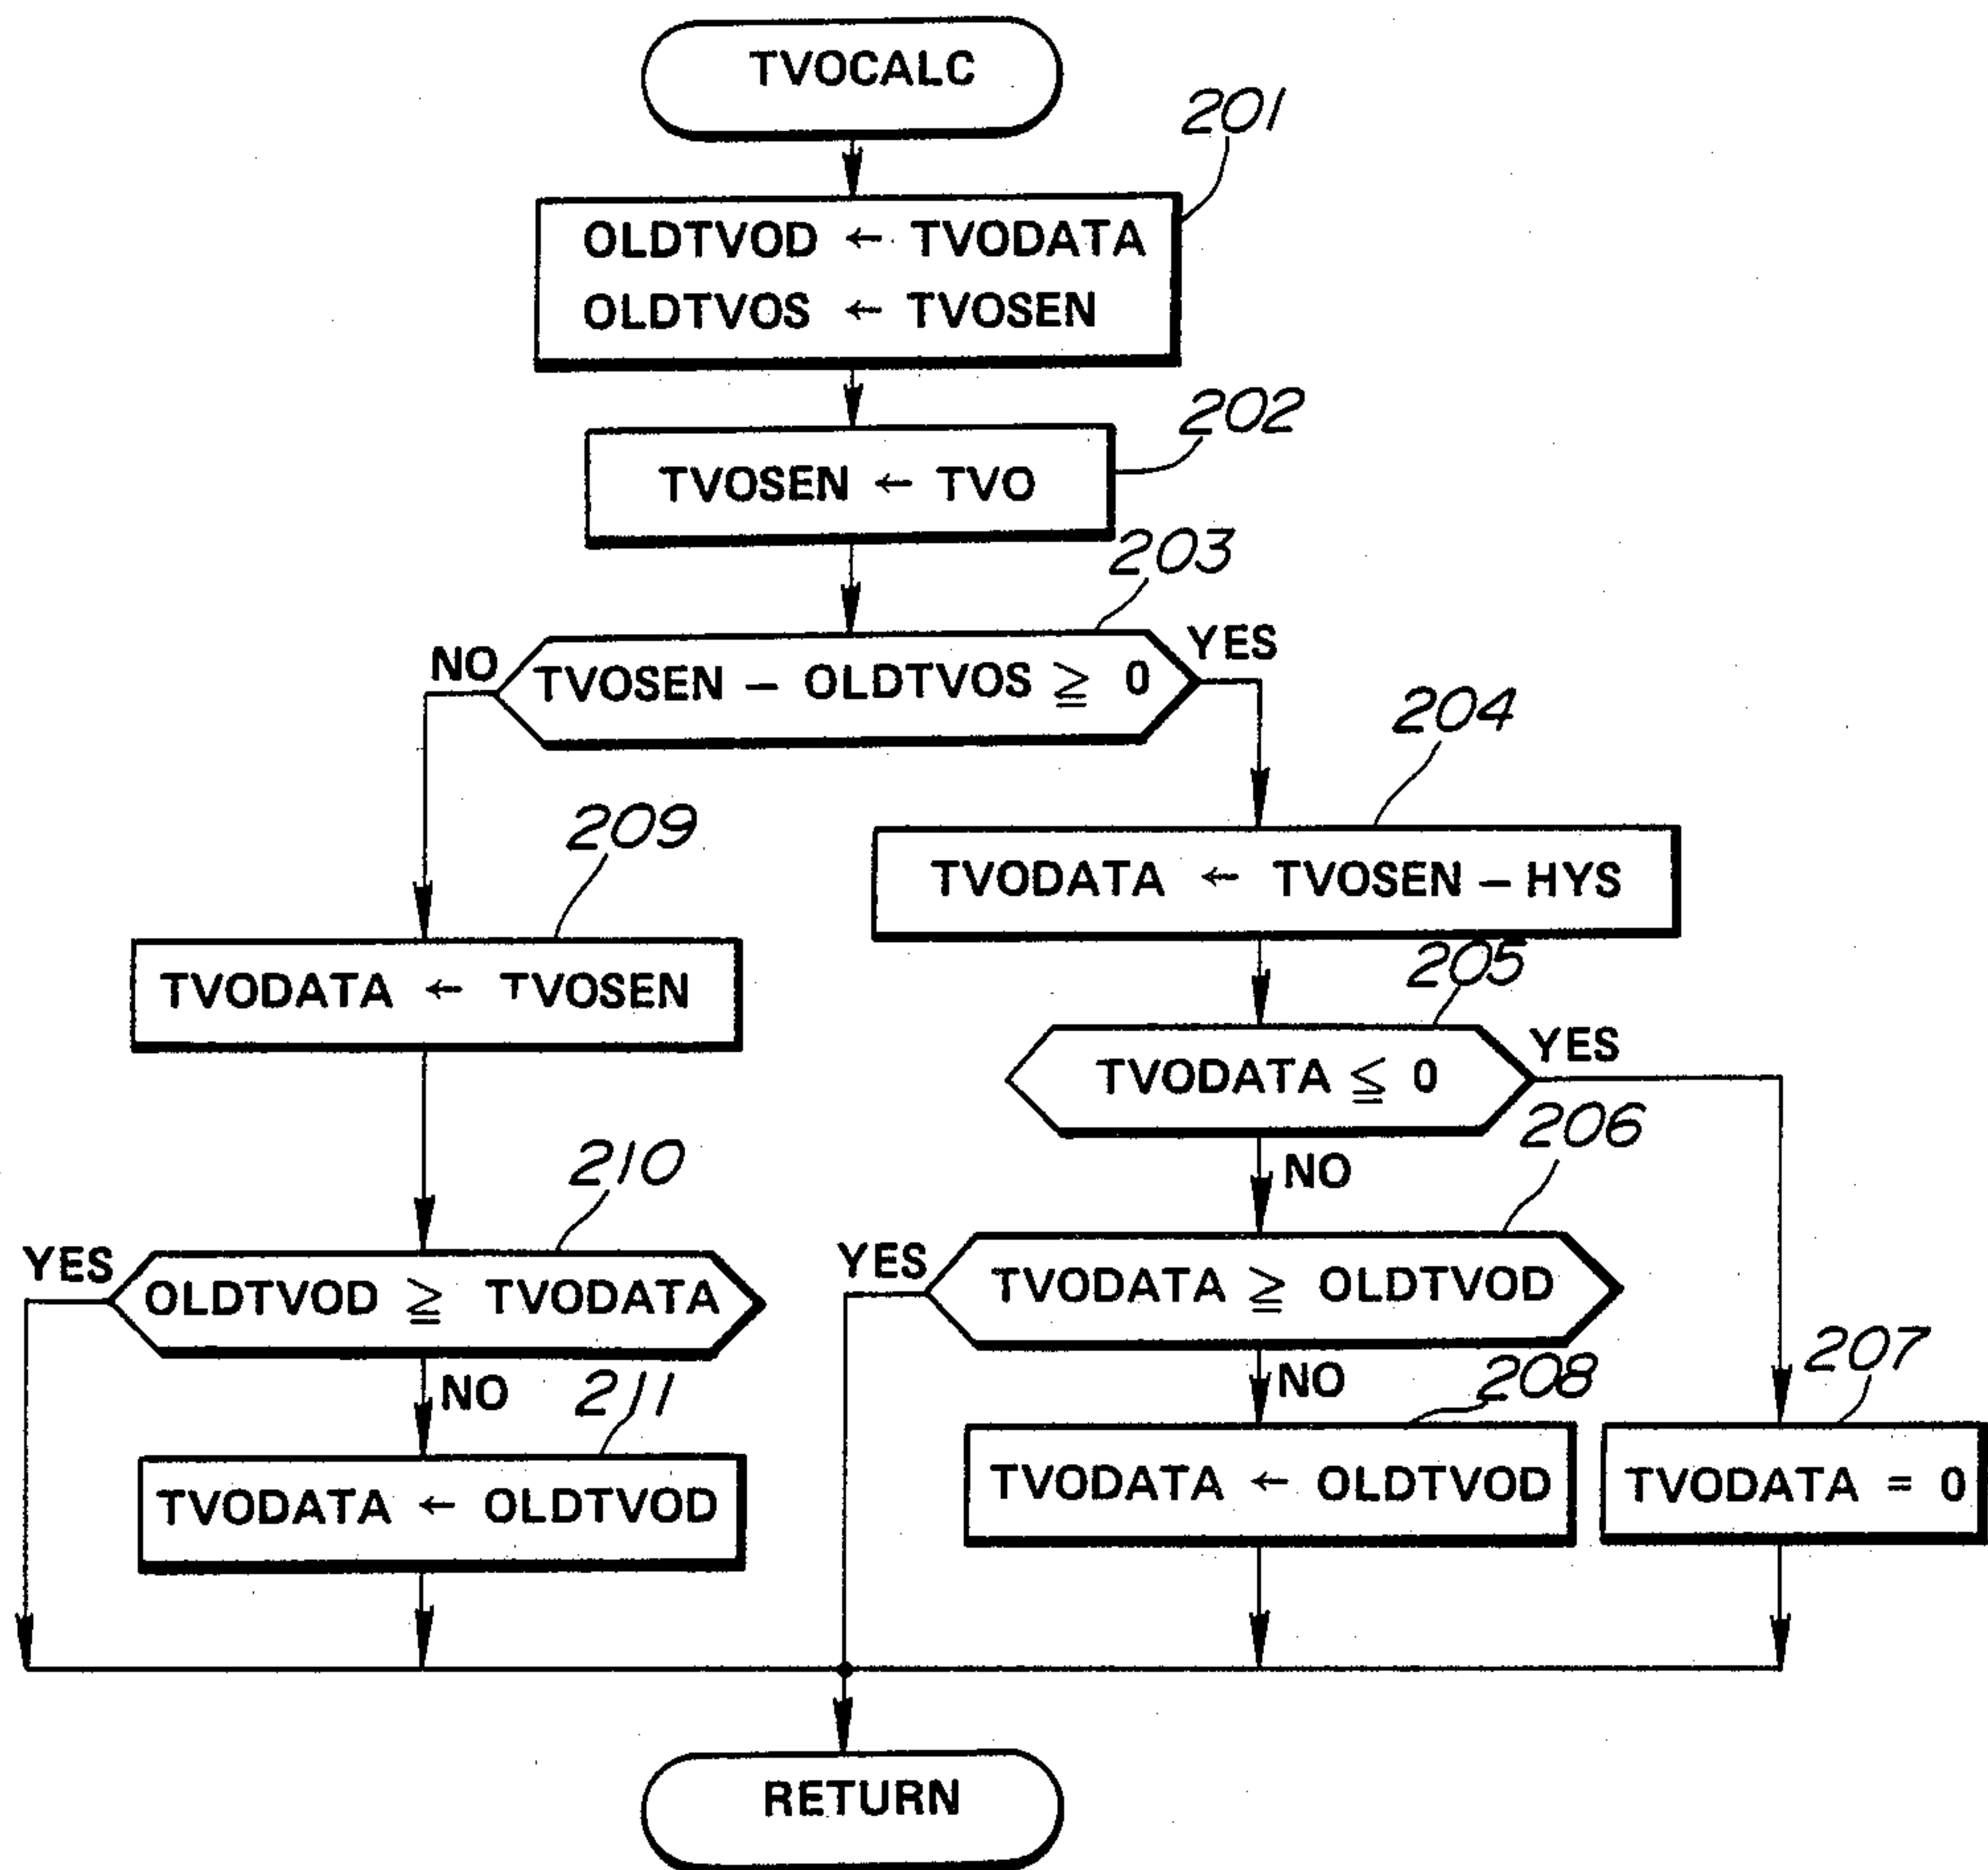 TVOCALC
201
OLDTVOD ← TVODATA
OLDTVOS ← TVOSEN
202
TVOSEN ← TVO
203
NO
TVOSEN – OLDTVOS ≧ 0
YES
204
TVODATA ← TVOSEN – HYS
209
TVODATA ← TVOSEN
205
TVODATA ≦ 0
YES
NO
206
210
YES
OLDTVOD ≧ TVODATA
NO
YES
TVODATA ≧ OLDTVOD
NO
211
TVODATA ← OLDTVOD
208
TVODATA ← OLDTVOD
207
TVODATA = 0
RETURN